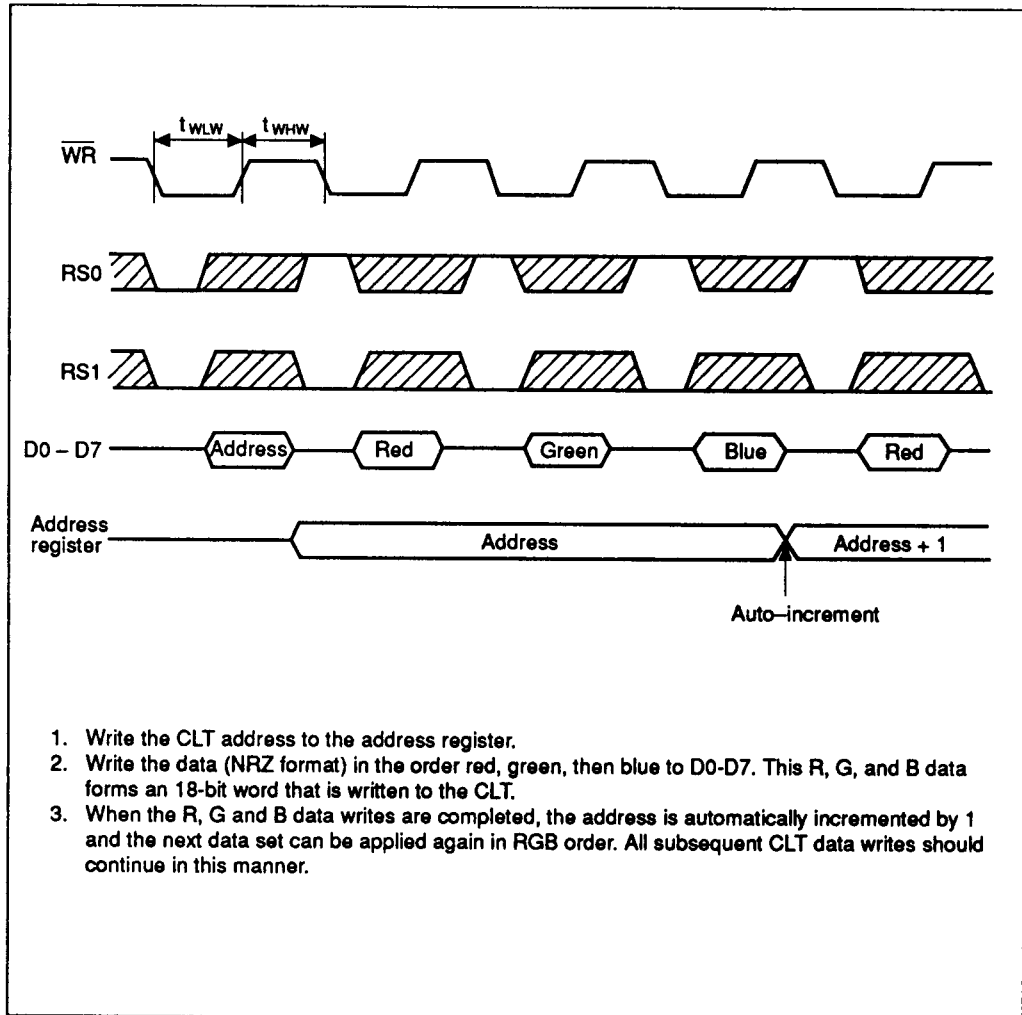 t WLW
t WHW
WR
RS0
RS1
D0 – D7
Address
Red
Green
Blue
Red
Address
register
Address
Address + 1
Auto–increment
1. Write the CLT address to the address register.
2. Write the data (NRZ format) in the order red, green, then blue to D0-D7. This R, G, and B data
forms an 18-bit word that is written to the CLT.
3. When the R, G and B data writes are completed, the address is automatically incremented by 1
and the next data set can be applied again in RGB order. All subsequent CLT data writes should
continue in this manner.